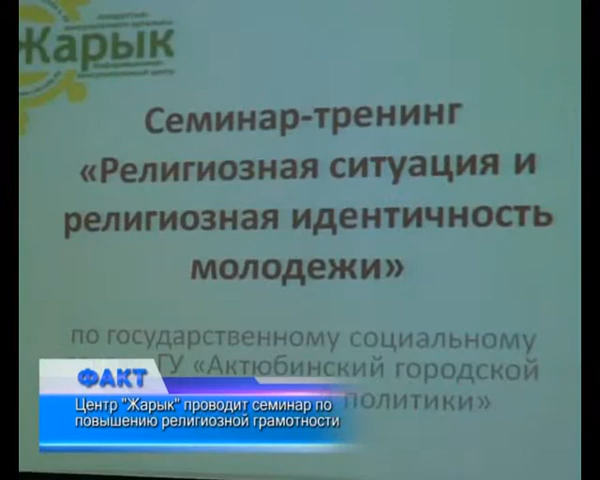 Жарык
Семинар-тренинг
«Религиозная ситуация и
религиозная идентичность
молодежи»
по государственному социальному
ГУ «Актюбинский городской
политики»
ФАКТ
Центр "Жарык" проводит семинар по
повышению религиозной грамотности